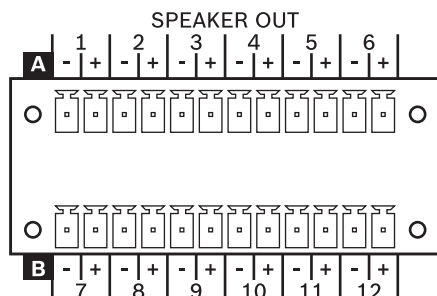 SPEAKER OUT
1 2 3 4 5 6
A - + - + - + - + - + - +
B - + - + - + - + - + - +
7 8 9 10 11 12